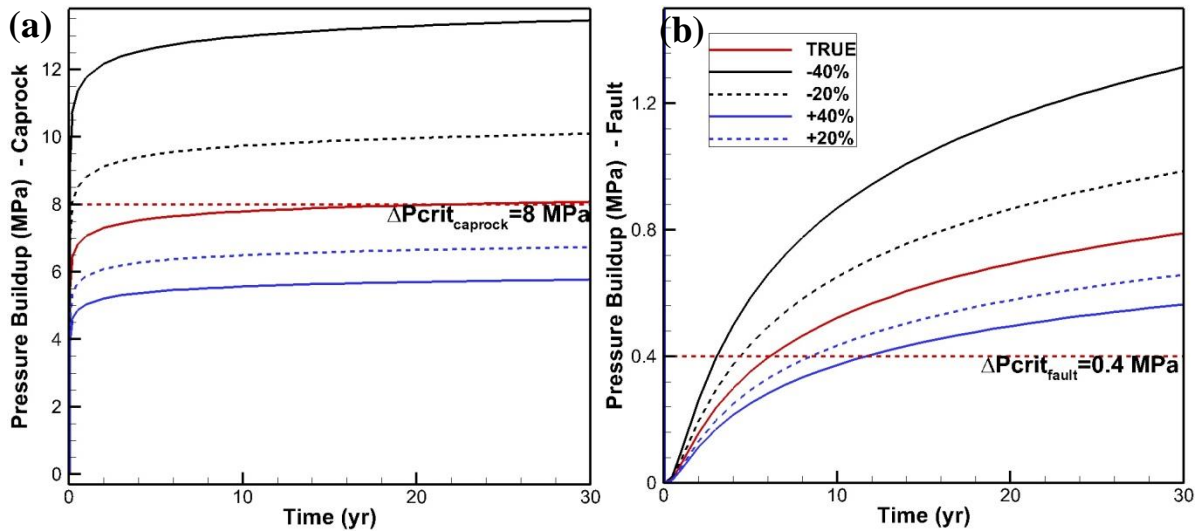 (a)
Pressure Buildup (MPa) - Caprock
12
10
8
6
4
2
0
ΔPcrit_caprock=8 MPa
0 10 20 30
Time (yr)
(b)
TRUE
-40%
-20%
+40%
+20%
Pressure Buildup (MPa) - Fault
1.2
0.8
0.4
0
ΔPcrit_fault=0.4 MPa
0 10 20 30
Time (yr)